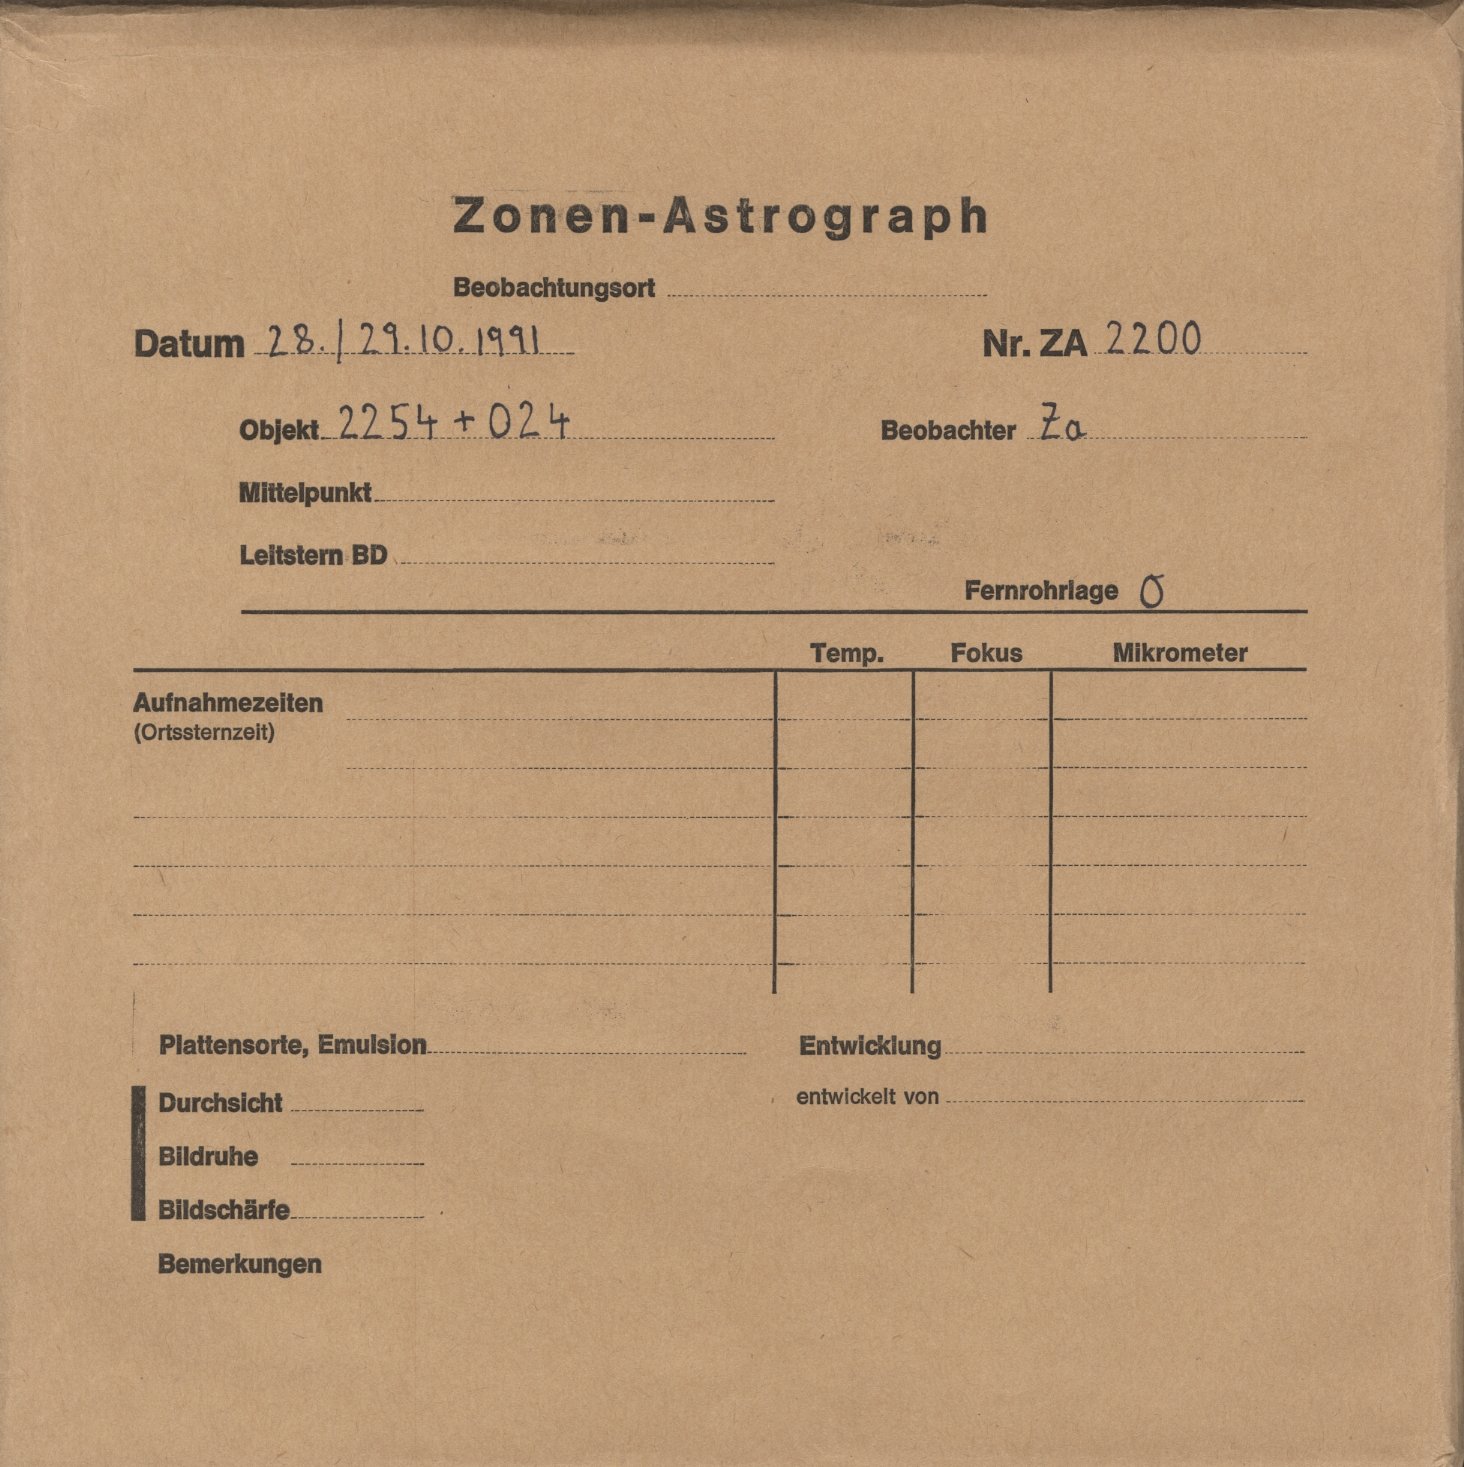 Zonen-Astrograph
Beobachtungsort
Datum 28./29.10.1991 Nr. ZA 2200
Objekt 2254+024 Beobachter Za
Mittelpunkt
Leitstern BD
Fernrohrlage O
Temp. Fokus Mikrometer
Aufnahmezeiten
(Ortssternzeit)
Plattensorte, Emulsion Entwicklung
Durchsicht entwickelt von
Bildruhe
Bildschärfe
Bemerkungen